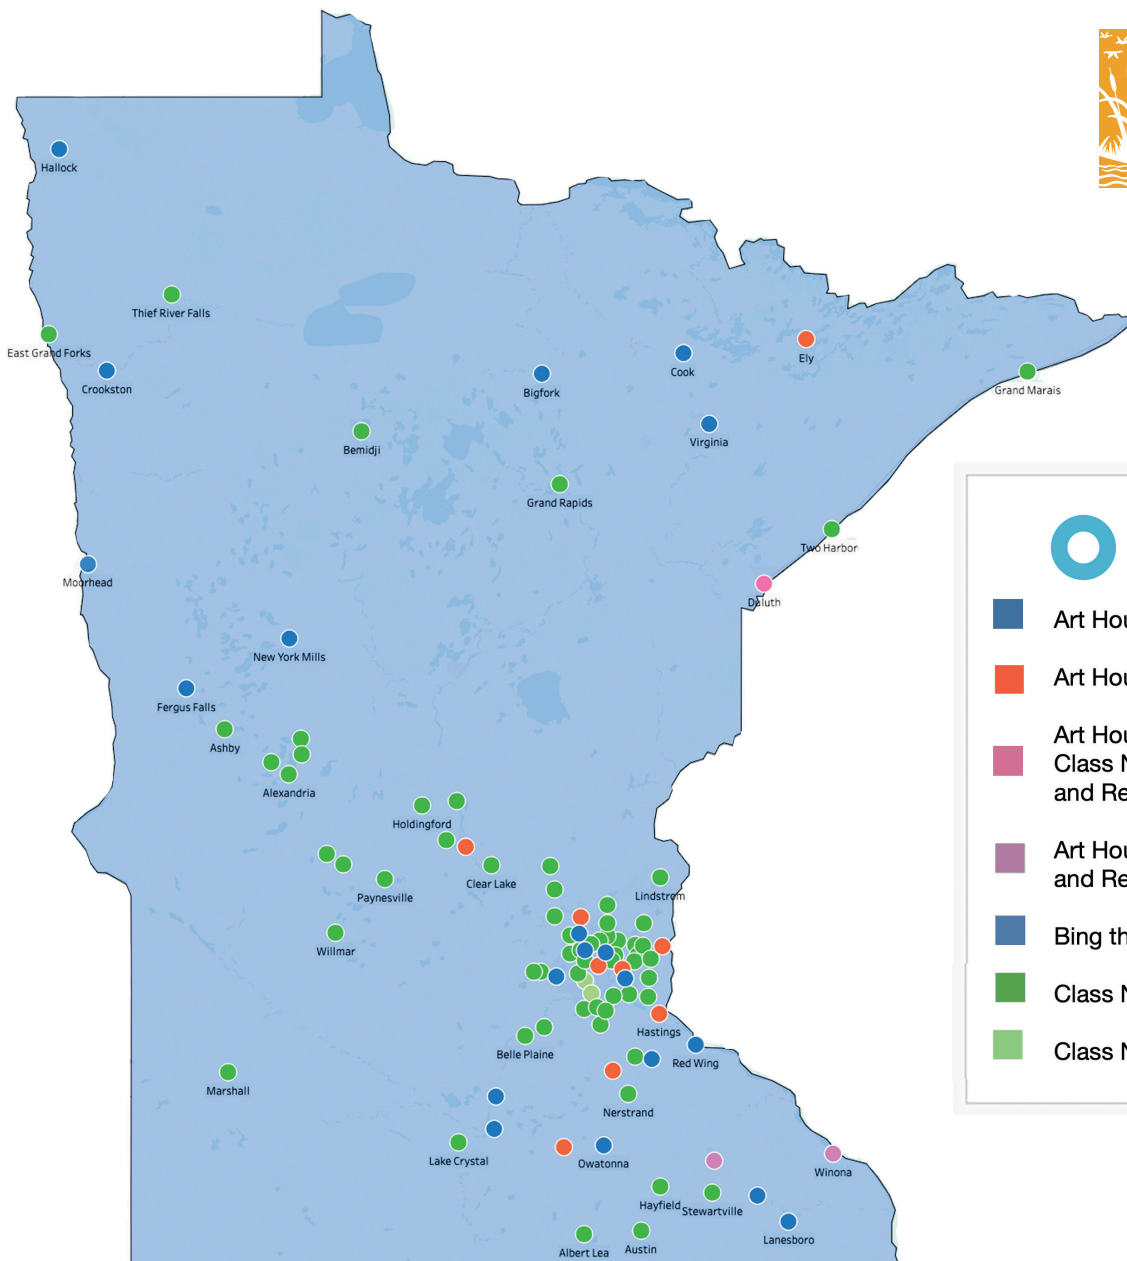 Hallock
Thief River Falls
East Grand Forks
Crookston
Bigfork
Cook
Ely
Grand Marais
Bemidji
Virginia
Grand Rapids
Two Harbor
Moorhead
Duluth
New York Mills
Fergus Falls
Ashby
Alexandria
Holdingford
Clear Lake
Paynesville
Lindstrom
Willmar
Hastings
Belle Plaine
Red Wing
Marshall
Nerstrand
Lake Crystal
Owatonna
Winona
Hayfield
Stewartville
Lanesboro
Albert Lea
Austin
Art Hou
Art Hou
Art Hou
Class N
and Re
Art Hou
and Re
Bing th
Class N
Class N